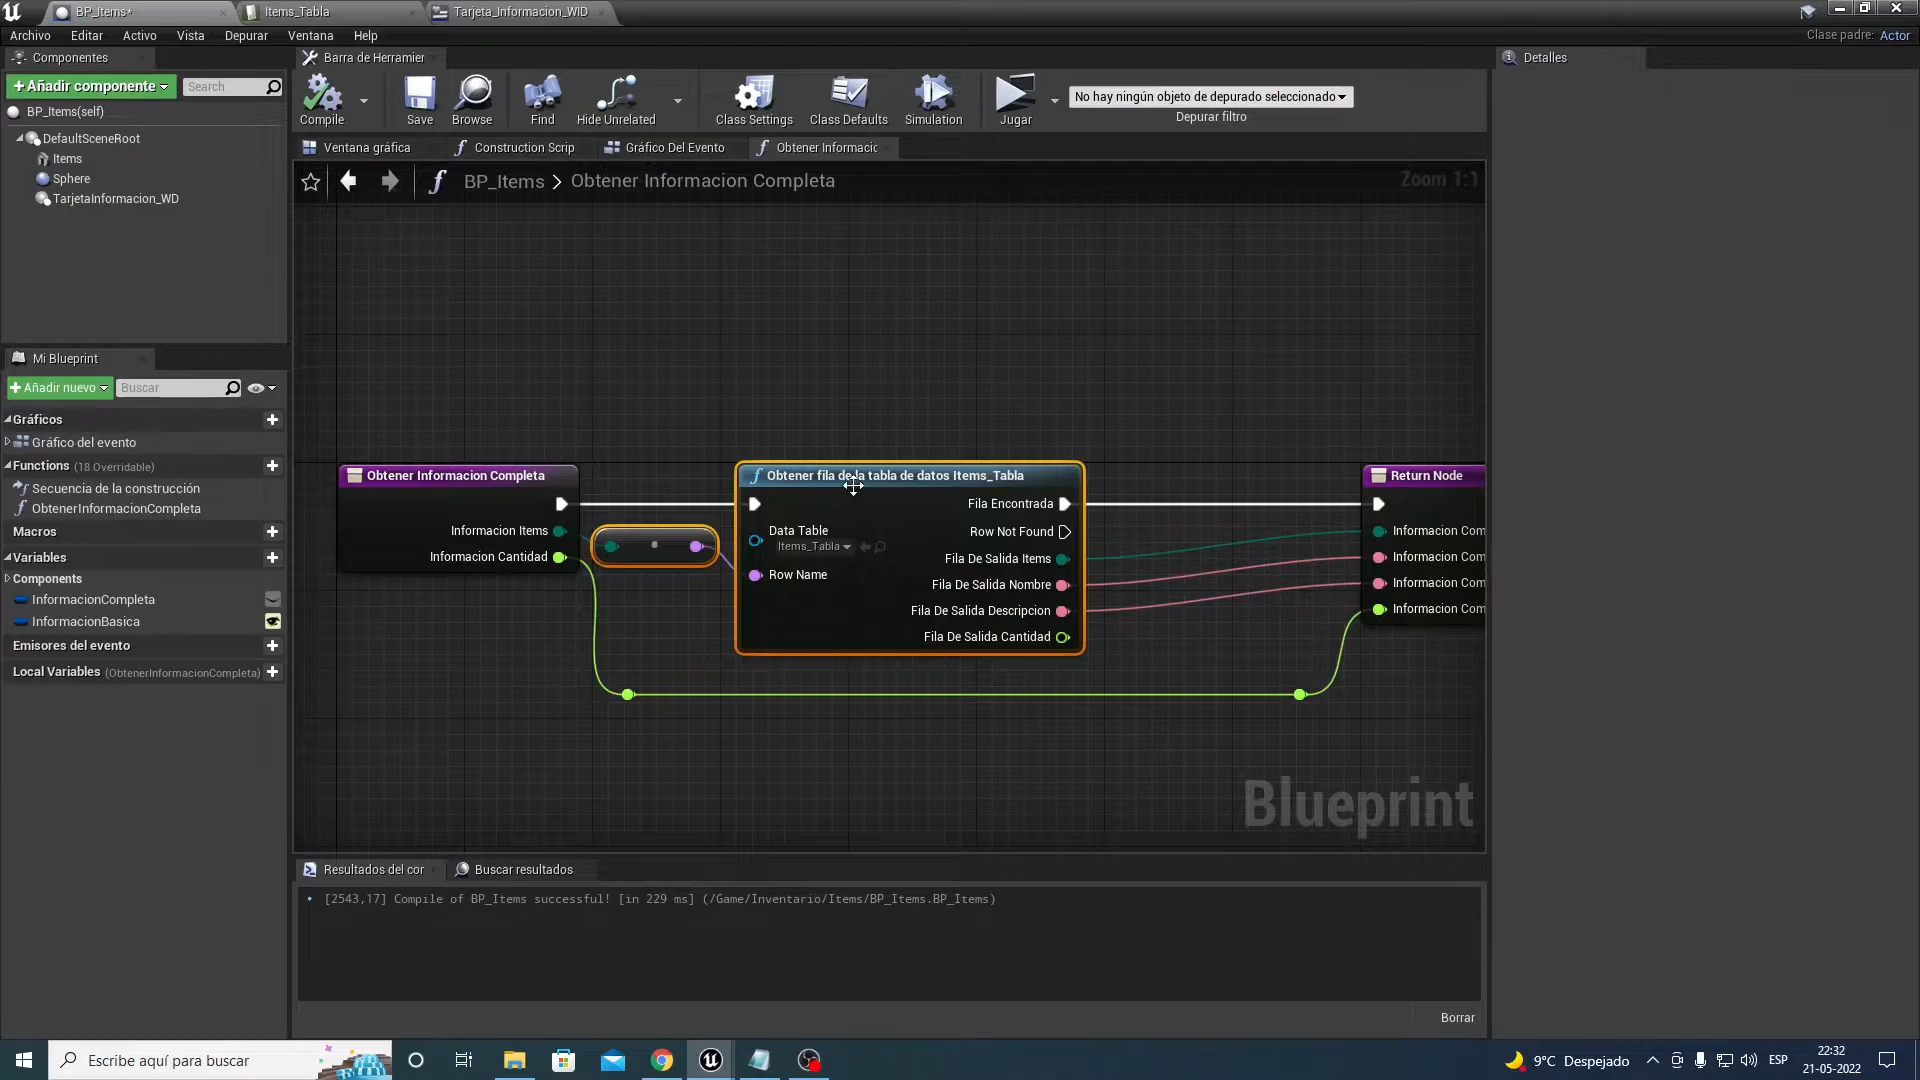 BP_Items*
Items_Tabla
Tarjeta_Informacion_WID
Archivo
Editar
Activo
Vista
Depurar
Ventana
Help
Clase padre: Actor
Componentes
Barra de Herramier
Detalles
Añadir componente
Search
Compile
Save
Browse
Find
Hide Unrelated
Class Settings
Class Defaults
Simulation
Jugar
No hay ningún objeto de depurado seleccionado
Depurar filtro
BP_Items(self)
DefaultSceneRoot
Items
Sphere
TarjetaInformacion_WD
Ventana gráfica
Construction Scrip
Gráfico Del Evento
Obtener Informacic
BP_Items > Obtener Informacion Completa
Zoom 1:1
Mi Blueprint
Añadir nuevo
Buscar
Gráficos
Gráfico del evento
Functions (18 Overridable)
Secuencia de la construcción
ObtenerInformacionCompleta
Macros
Variables
Components
InformacionCompleta
InformacionBasica
Emisores del evento
Local Variables (ObtenerInformacionCompleta)
Obtener Informacion Completa
Informacion Items
Informacion Cantidad
Obtener fila de la tabla de datos Items_Tabla
Fila Encontrada
Data Table
Items_Tabla
Row Not Found
Fila De Salida Items
Row Name
Fila De Salida Nombre
Fila De Salida Descripcion
Fila De Salida Cantidad
Return Node
Informacion Com
Informacion Com
Informacion Com
Informacion Com
Blueprint
Resultados del cor
Buscar resultados
[2543,17] Compile of BP_Items successful! [in 229 ms] (/Game/Inventario/Items/BP_Items.BP_Items)
Borrar
Escribe aquí para buscar
9°C Despejado
ESP
22:32
21-05-2022